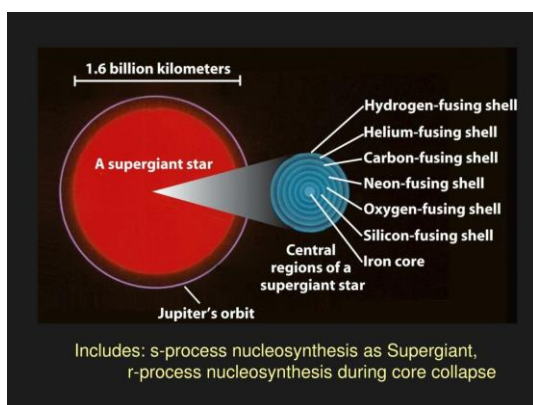 1.6 billion kilometers
A supergiant star
Jupiter's orbit
Hydrogen-fusing shell
Helium-fusing shell
Carbon-fusing shell
Neon-fusing shell
Oxygen-fusing shell
Silicon-fusing shell
Iron core
Central
regions of a
supergiant star
Includes: s-process nucleosynthesis as Supergiant,
r-process nucleosynthesis during core collapse